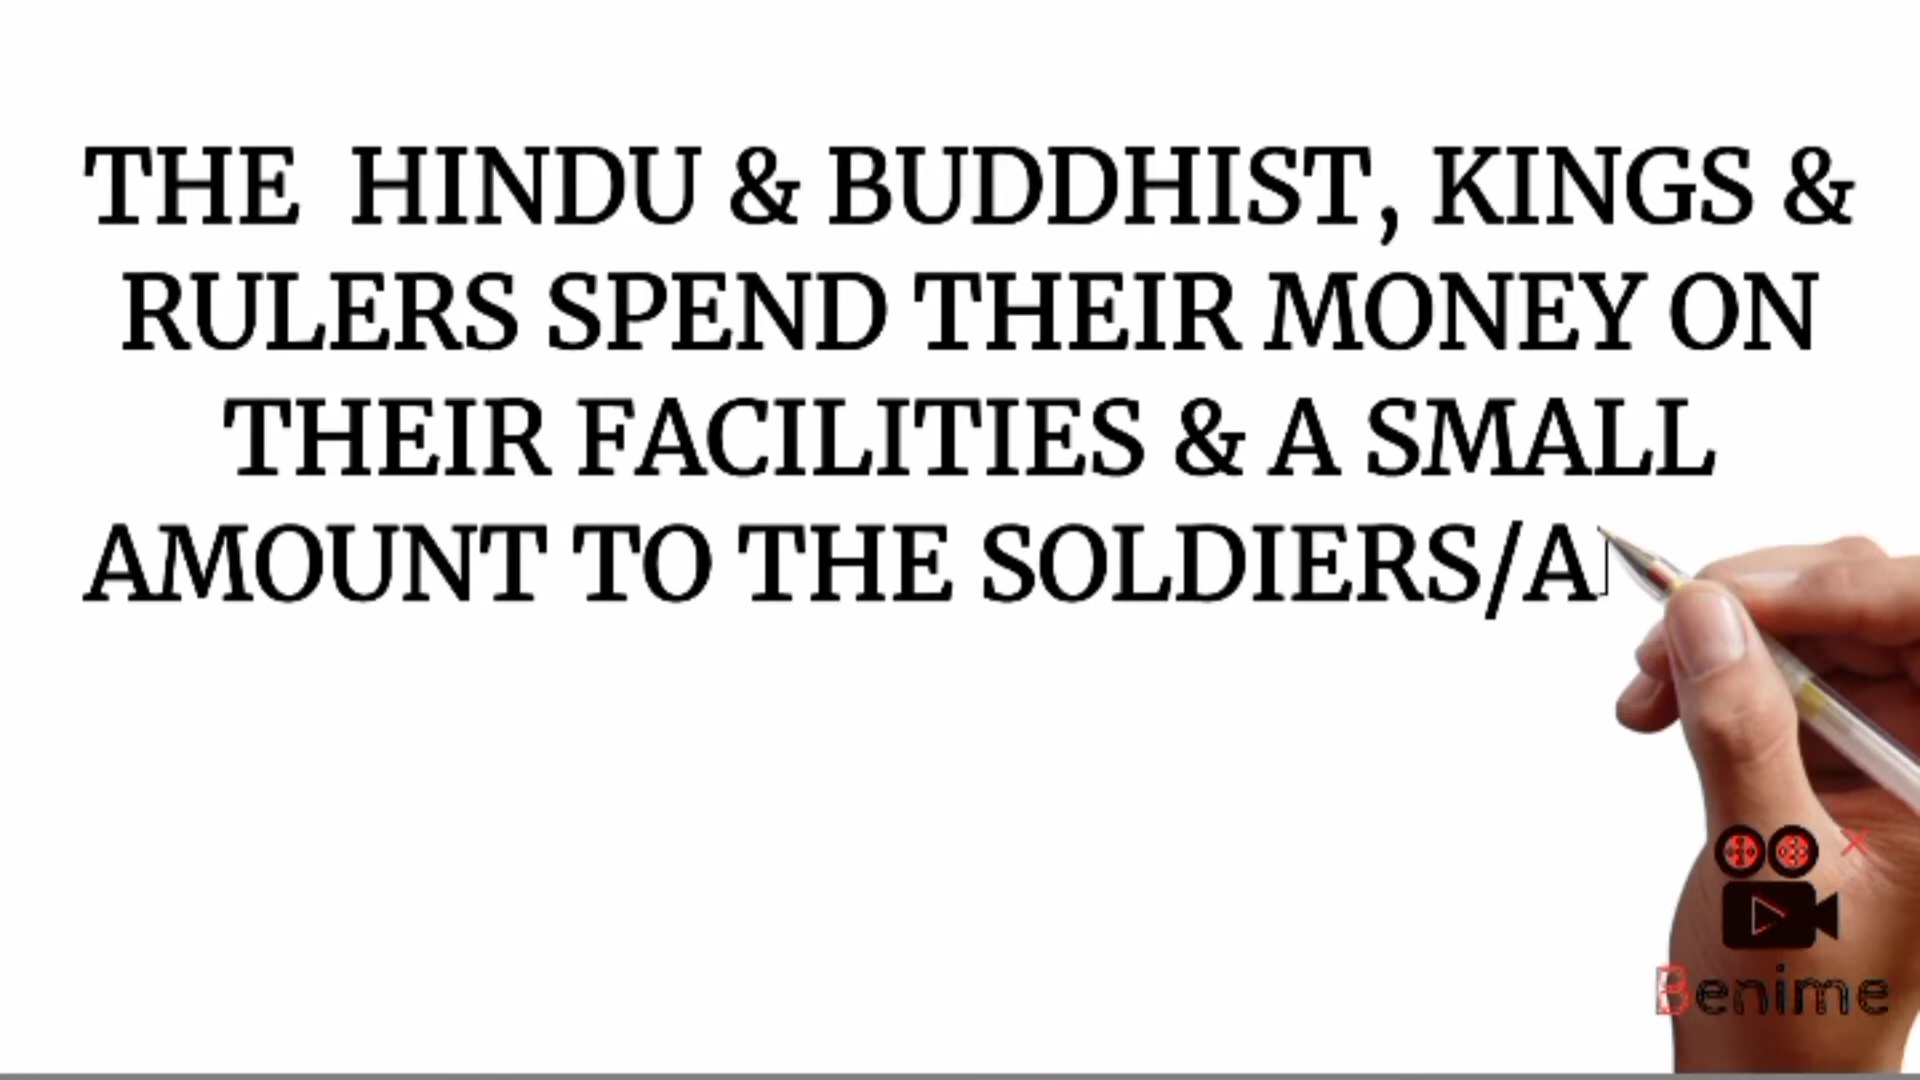 THE HINDU & BUDDHIST, KINGS &
RULERS SPEND THEIR MONEY ON
THEIR FACILITIES & A SMALL
AMOUNT TO THE SOLDIERS/A
Benime